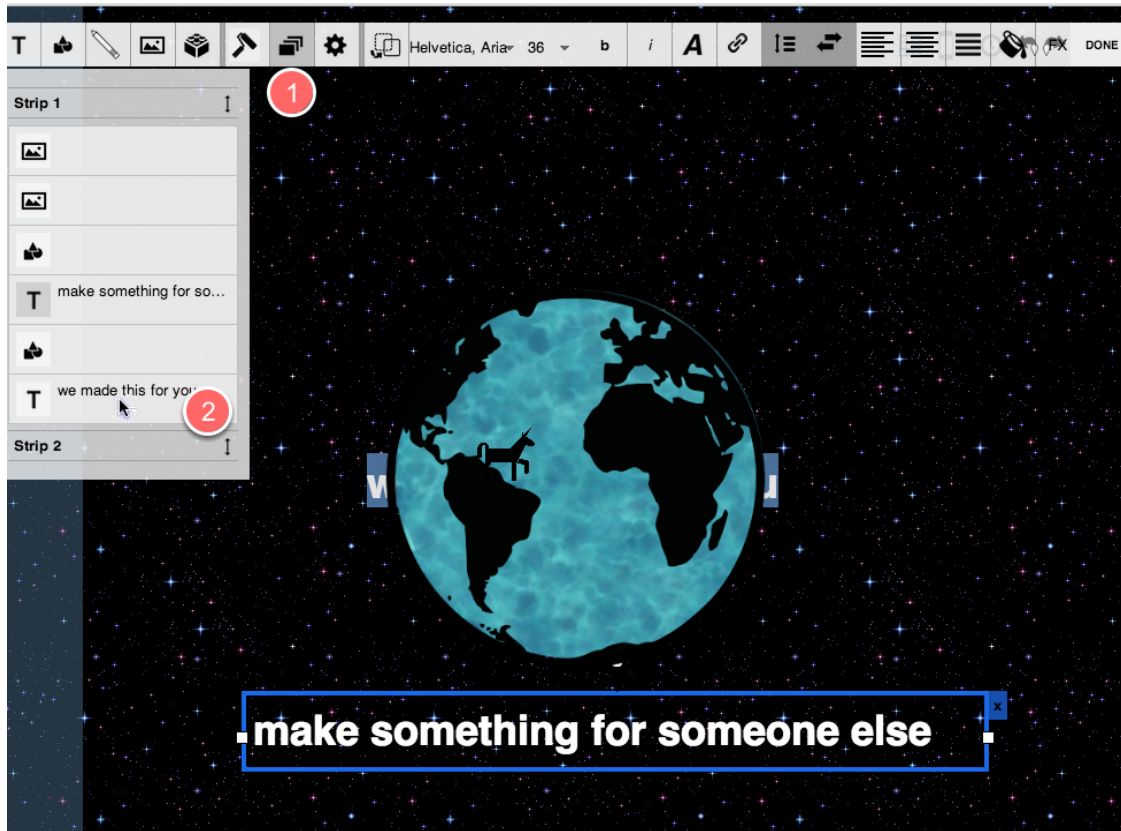 T Helvetica, Aria 36 b i A FX DONE
1
Strip 1
T make something for so...
T we made this for you
2
Strip 2
w u
make something for someone else
x